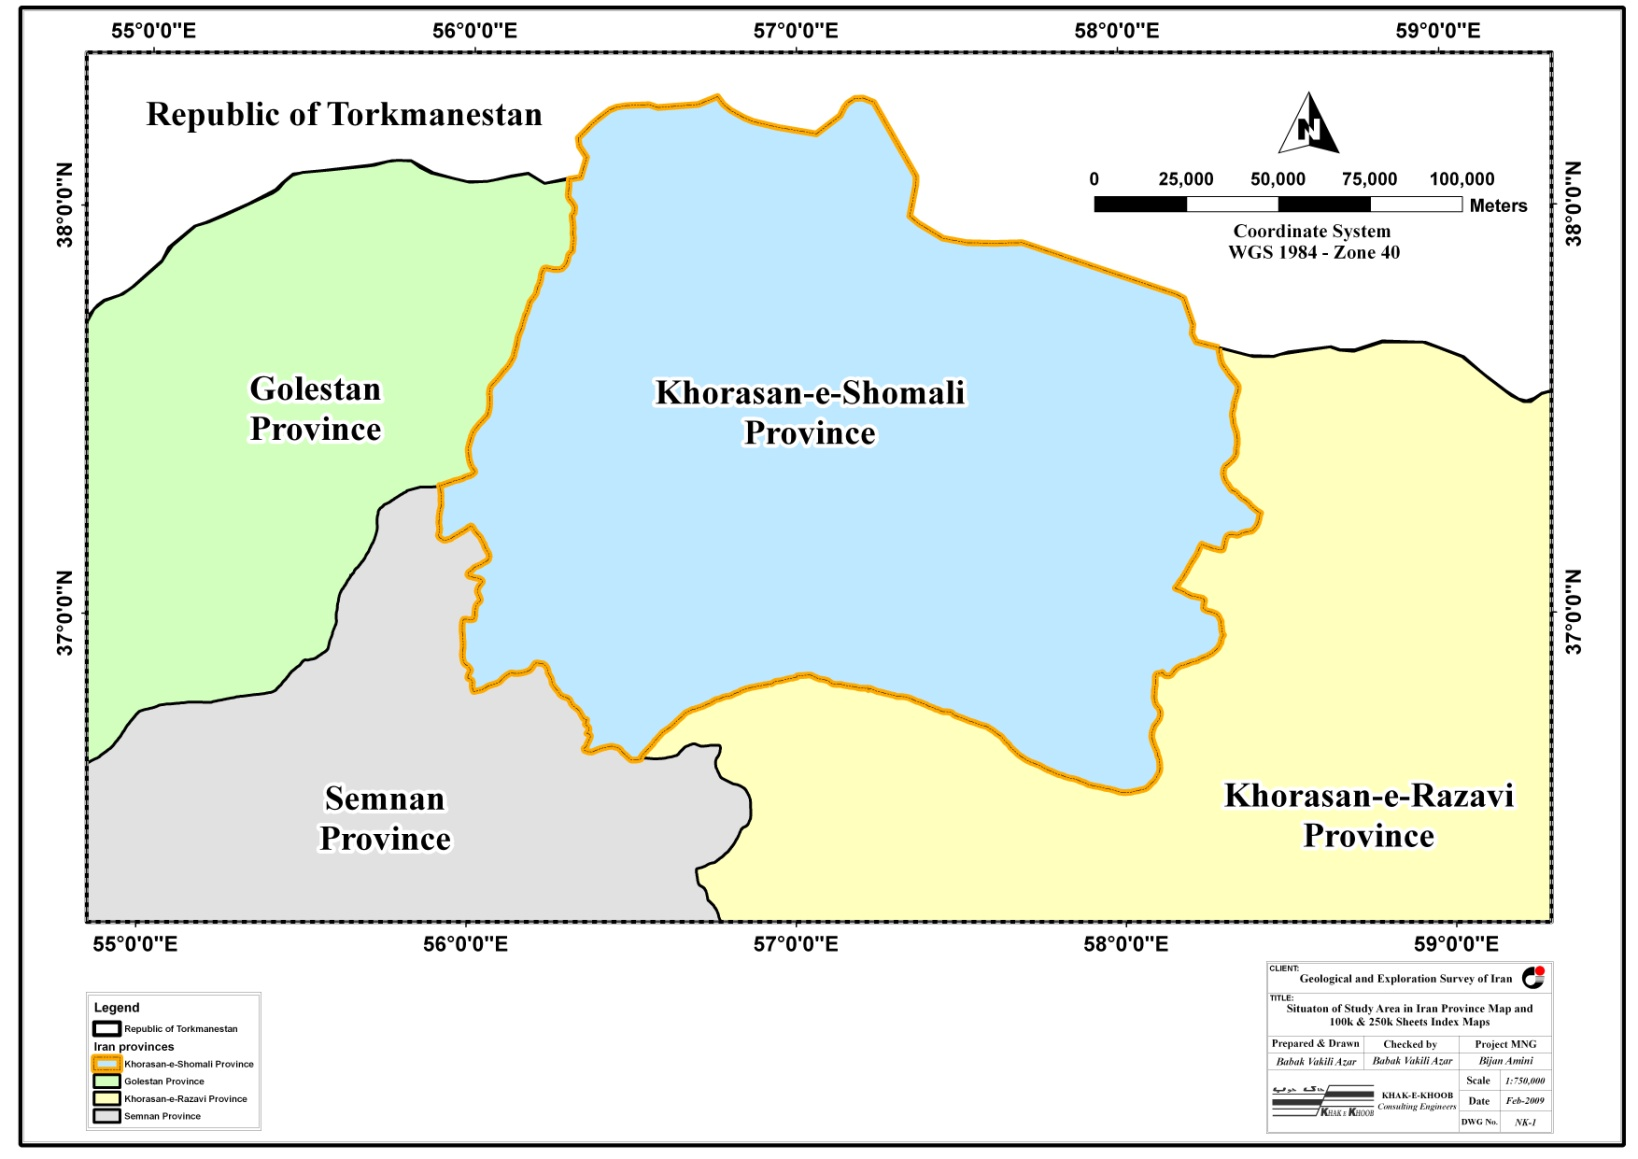 55°0'0"E
56°0'0"E
57°0'0"E
58°0'0"E
59°0'0"E
Republic of Torkmanestan
N
0
25,000
50,000
75,000
100,000
Meters
Coordinate System
WGS 1984 - Zone 40
38°0'0"N
38°0'0"N
Golestan
Province
Khorasan-e-Shomali
Province
37°0'0"N
37°0'0"N
Semnan
Province
Khorasan-e-Razavi
Province
55°0'0"E
56°0'0"E
57°0'0"E
58°0'0"E
59°0'0"E
Legend
Republic of Torkmanestan
Iran provinces
Khorasan-e-Shomali Province
Golestan Province
Khorasan-e-Razavi Province
Semnan Province
CLIENT:
Geological and Exploration Survey of Iran
TITLE:
Situaton of Study Area in Iran Province Map and
100k & 250k Sheets Index Maps
Prepared & Drawn
Checked by
Project MNG
Babak Vakili Azar
Babak Vakili Azar
Bijan Amini
Scale
1:750,000
خاک خوب
KHAK E KHOOB
KHAK-E-KHOOB
Consulting Engineers
Date
Feb-2009
DWG No.
NK-1